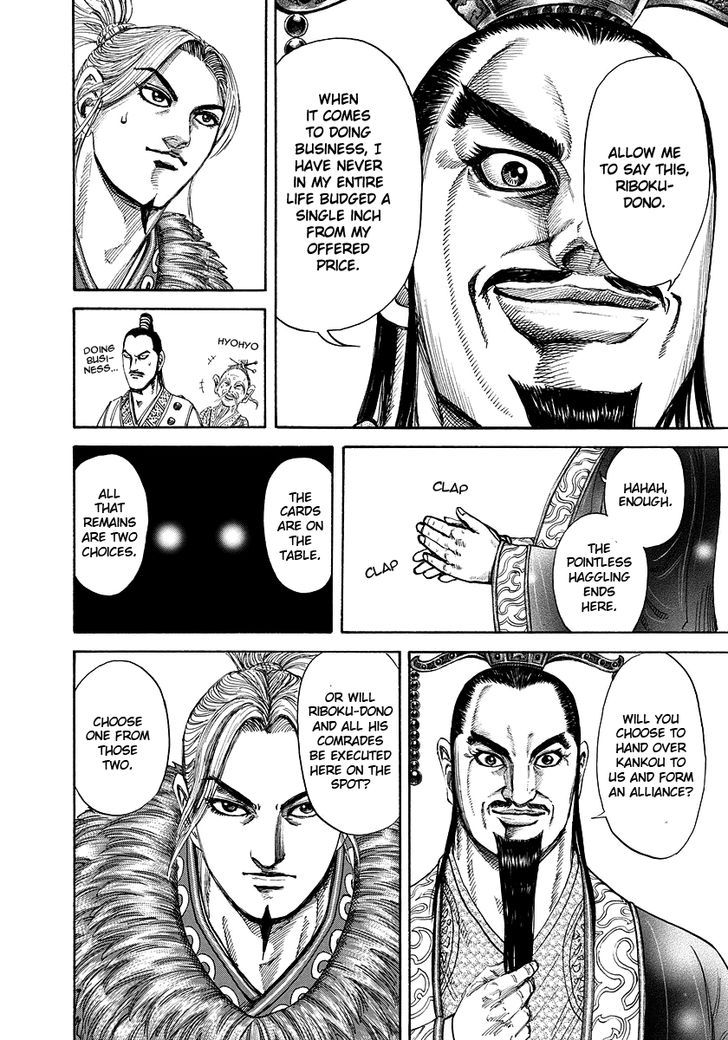 ALLOW ME
TO SAY THIS,
RIBOKU-
DONO.
WHEN
IT COMES
TO DOING
BUSINESS, I
HAVE NEVER
IN MY ENTIRE
LIFE BUDGED A
SINGLE INCH
FROM MY
OFFERED
PRICE.
HYOHYO
DOING
BUSI-
NESS...
HAHAH,
ENOUGH.
THE
POINTLESS
HAGGLING
ENDS
HERE.
CLAP
CLAP
THE
CARDS
ARE ON
THE
TABLE.
ALL
THAT
REMAINS
ARE TWO
CHOICES.
WILL YOU
CHOOSE TO
HAND OVER
KANKOU TO
US AND FORM
AN ALLIANCE?
OR WILL
RIBOKU-DONO
AND ALL HIS
COMRADES
BE EXECUTED
HERE ON THE
SPOT?
CHOOSE
ONE FROM
THOSE
TWO.